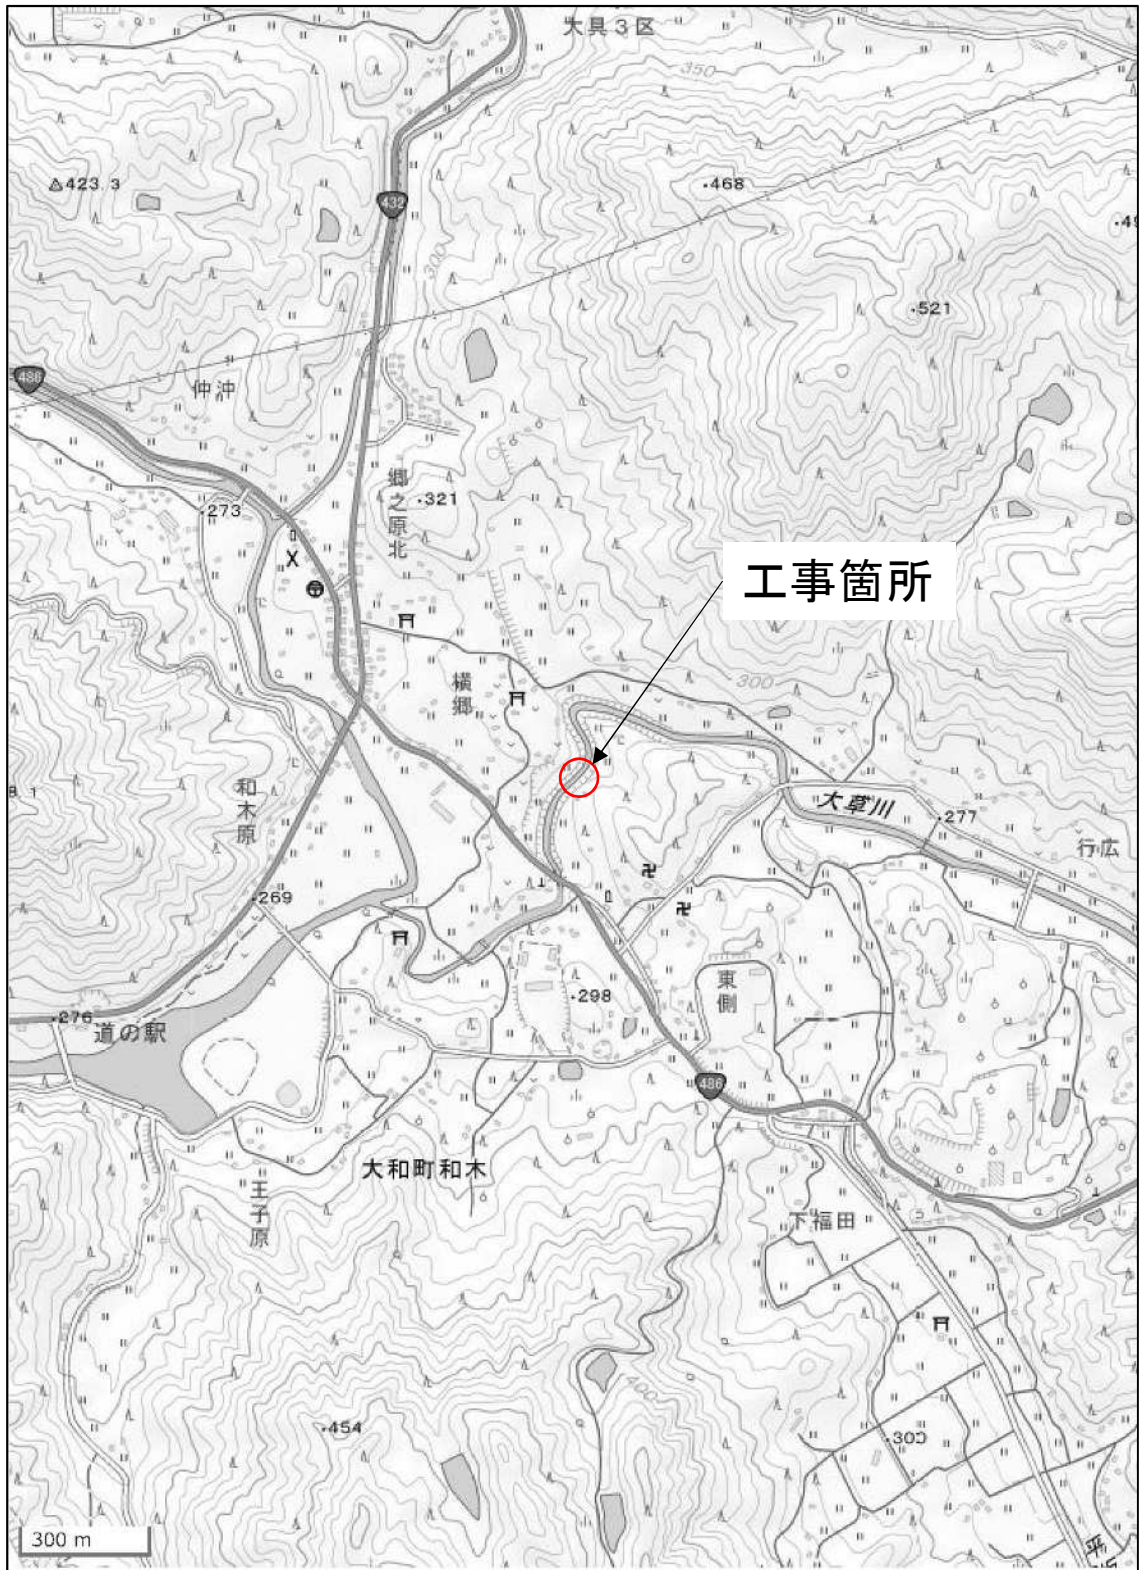 大具3区
350
423.3
468
432
300
521
486
仲沖
郷之原北
321
273
工事箇所
300
横郷
和木原
大草川
277
行広
269
東側
298
276
道の駅
486
大和町和木
王子原
下福田
400
454
300
300 m